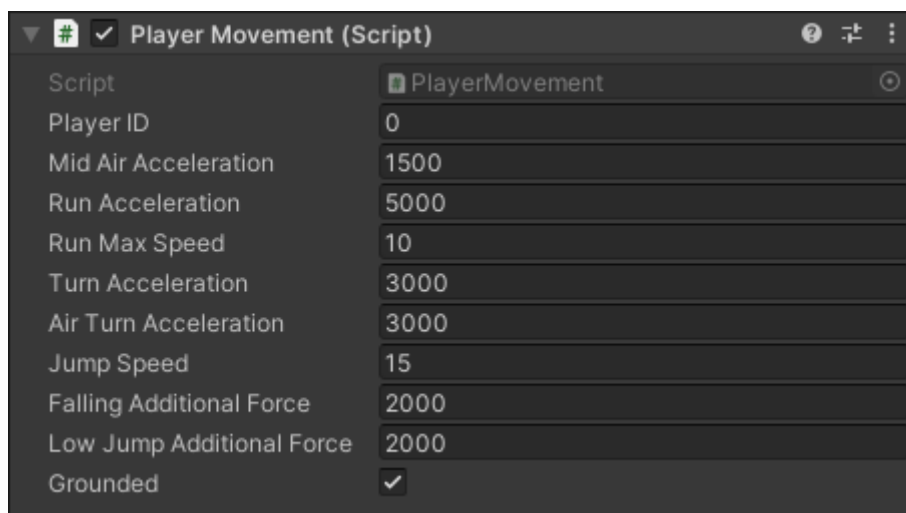 # Player Movement (Script)
Script PlayerMovement
Player ID 0
Mid Air Acceleration 1500
Run Acceleration 5000
Run Max Speed 10
Turn Acceleration 3000
Air Turn Acceleration 3000
Jump Speed 15
Falling Additional Force 2000
Low Jump Additional Force 2000
Grounded